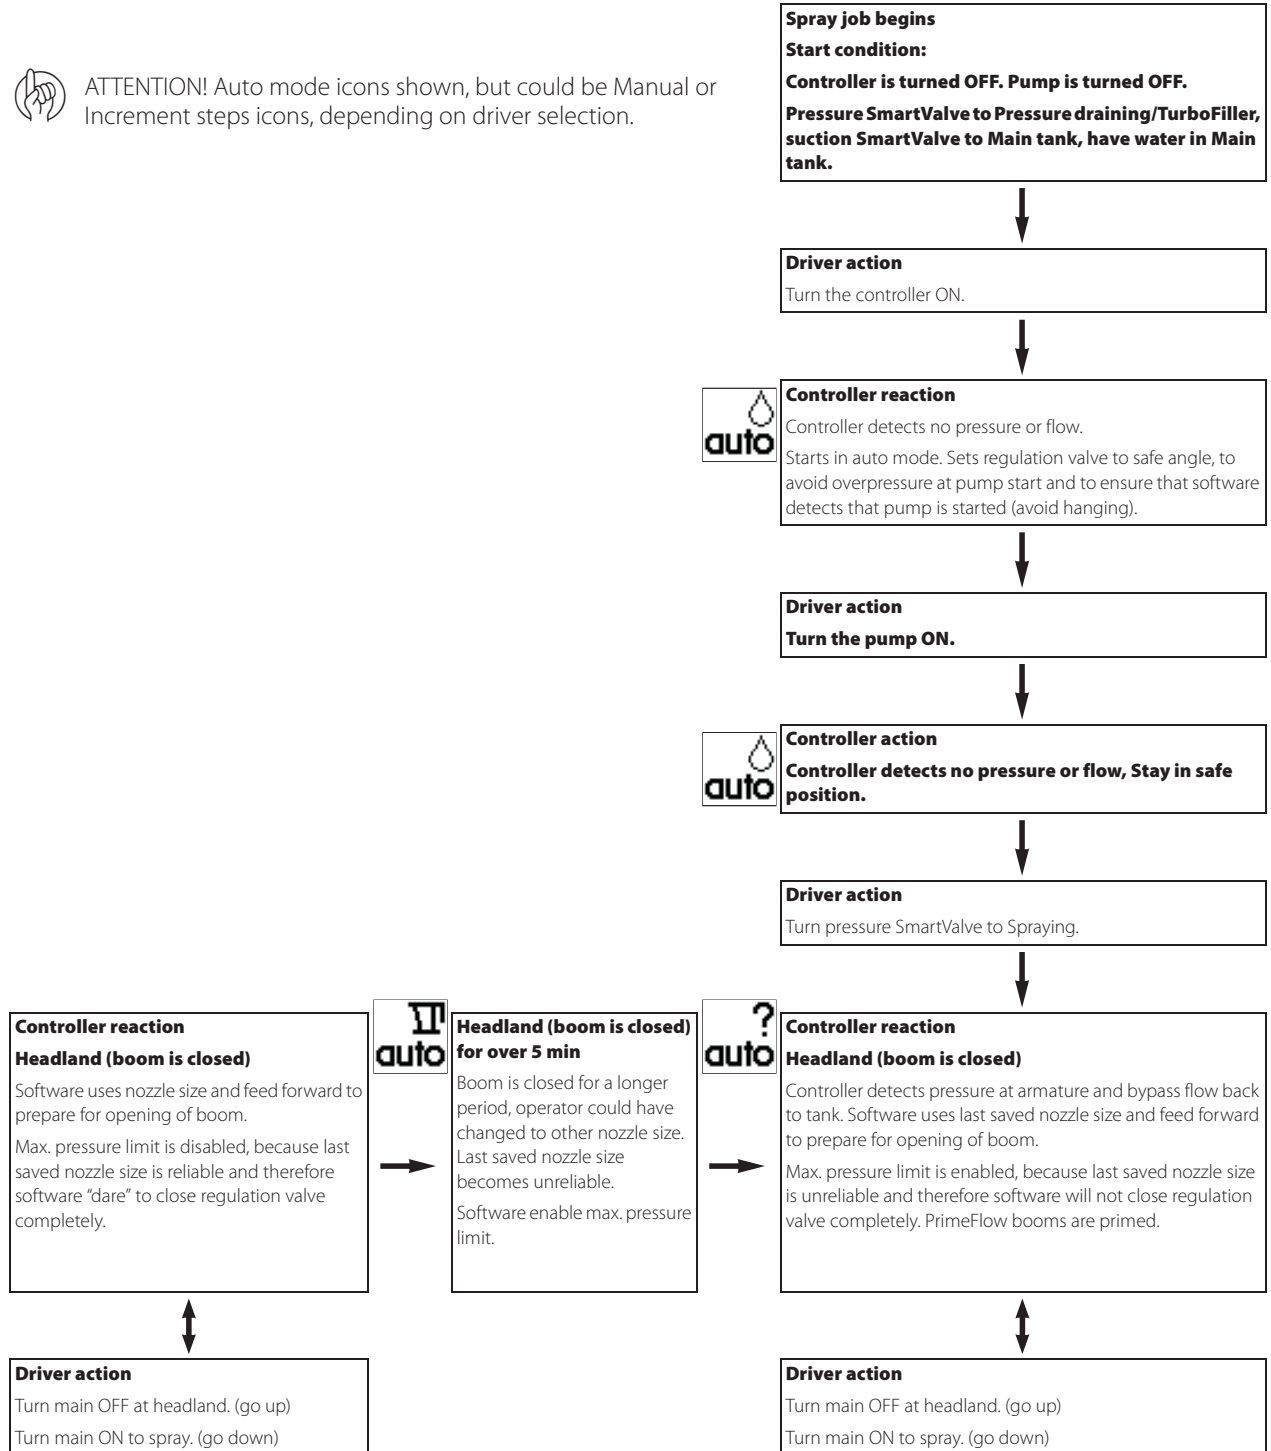 Spray job begins
Start condition:
Controller is turned OFF. Pump is turned OFF.
Pressure SmartValve to Pressure draining/TurboFiller,
suction SmartValve to Main tank, have water in Main
tank.
ATTENTION! Auto mode icons shown, but could be Manual or
Increment steps icons, depending on driver selection.
Driver action
Turn the controller ON.
auto
Controller reaction
Controller detects no pressure or flow.
Starts in auto mode. Sets regulation valve to safe angle, to
avoid overpressure at pump start and to ensure that software
detects that pump is started (avoid hanging).
Driver action
Turn the pump ON.
auto
Controller action
Controller detects no pressure or flow, Stay in safe
position.
Driver action
Turn pressure SmartValve to Spraying.
Controller reaction
Headland (boom is closed)
Software uses nozzle size and feed forward to
prepare for opening of boom.
Max. pressure limit is disabled, because last
saved nozzle size is reliable and therefore
software “dare” to close regulation valve
completely.
auto
Headland (boom is closed)
for over 5 min
Boom is closed for a longer
period, operator could have
changed to other nozzle size.
Last saved nozzle size
becomes unreliable.
Software enable max. pressure
limit.
?
auto
Controller reaction
Headland (boom is closed)
Controller detects pressure at armature and bypass flow back
to tank. Software uses last saved nozzle size and feed forward
to prepare for opening of boom.
Max. pressure limit is enabled, because last saved nozzle size
is unreliable and therefore software will not close regulation
valve completely. PrimeFlow booms are primed.
Driver action
Turn main OFF at headland. (go up)
Turn main ON to spray. (go down)
Driver action
Turn main OFF at headland. (go up)
Turn main ON to spray. (go down)